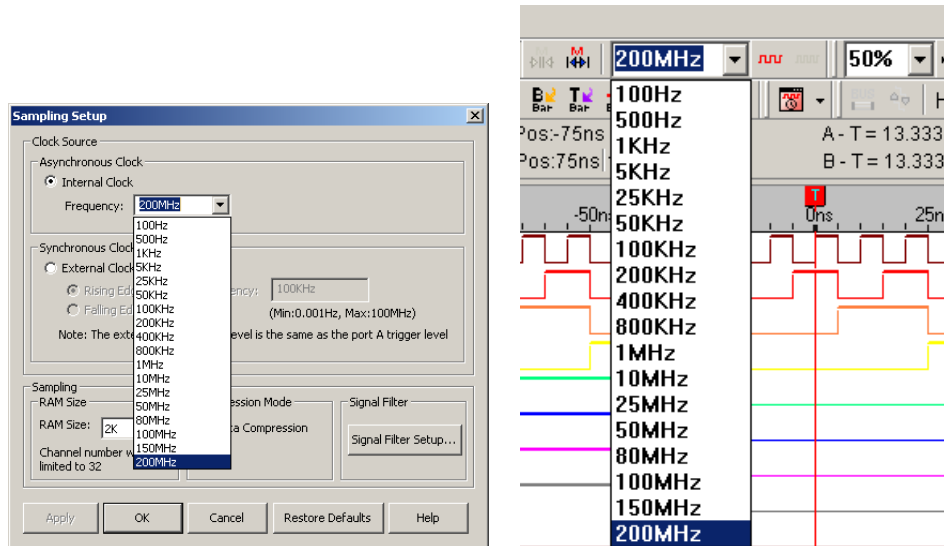 Sampling Setup
Clock Source
Asynchronous Clock
Internal Clock
Frequency: 200MHz
100Hz
500Hz
1KHz
5KHz
25KHz
50KHz
100KHz
200KHz
400KHz
800KHz
1MHz
10MHz
25MHz
50MHz
80MHz
100MHz
150MHz
200MHz
Synchronous Clock
External Clock
Rising Ed ency: 100KHz
Falling Ed (Min:0.001Hz, Max:100MHz)
Note: The exte evel is the same as the port A trigger level
Sampling
RAM Size ession Mode Signal Filter
RAM Size: 2K ta Compression Signal Filter Setup...
Channel number w
limited to 32
Apply OK Cancel Restore Defaults Help
200MHz 50%
B Bar T Bar
100Hz
500Hz
1KHz
5KHz
25KHz
50KHz
100KHz
200KHz
400KHz
800KHz
1MHz
10MHz
25MHz
50MHz
80MHz
100MHz
150MHz
200MHz
Pos:-75ns A - T = 13.333
Pos:75ns B - T = 13.333
T
-50n 0ns 25n